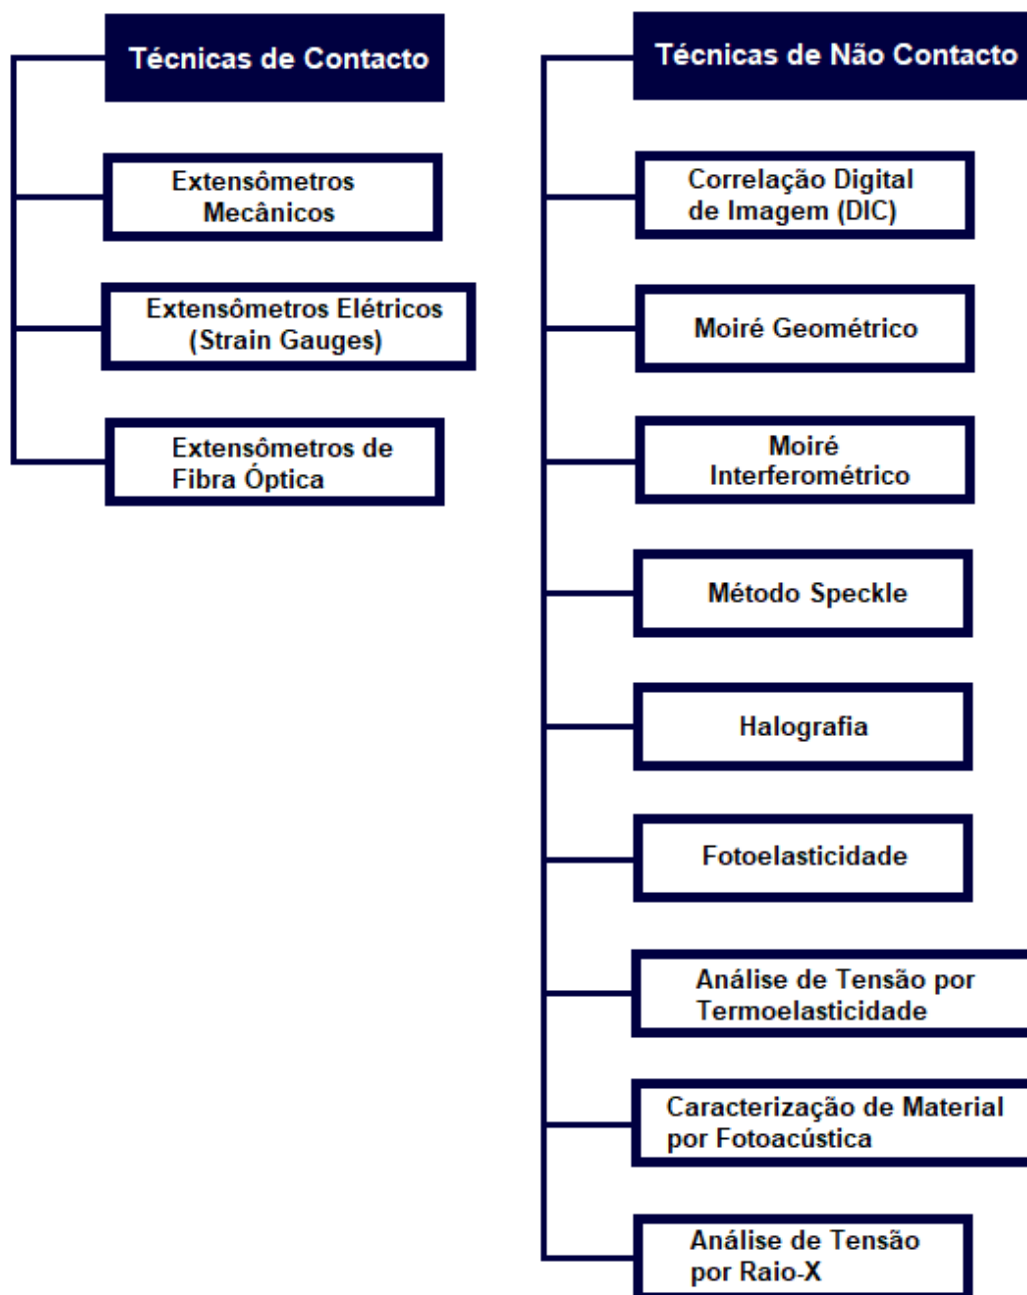 Técnicas de Contacto
Extensômetros
Mecânicos
Extensômetros Elétricos
(Strain Gauges)
Extensômetros de
Fibra Óptica
Técnicas de Não Contacto
Correlação Digital
de Imagem (DIC)
Moiré Geométrico
Moiré
Interferométrico
Método Speckle
Halografia
Fotoelasticidade
Análise de Tensão por
Termoelasticidade
Caracterização de Material
por Fotoacústica
Análise de Tensão
por Raio-X